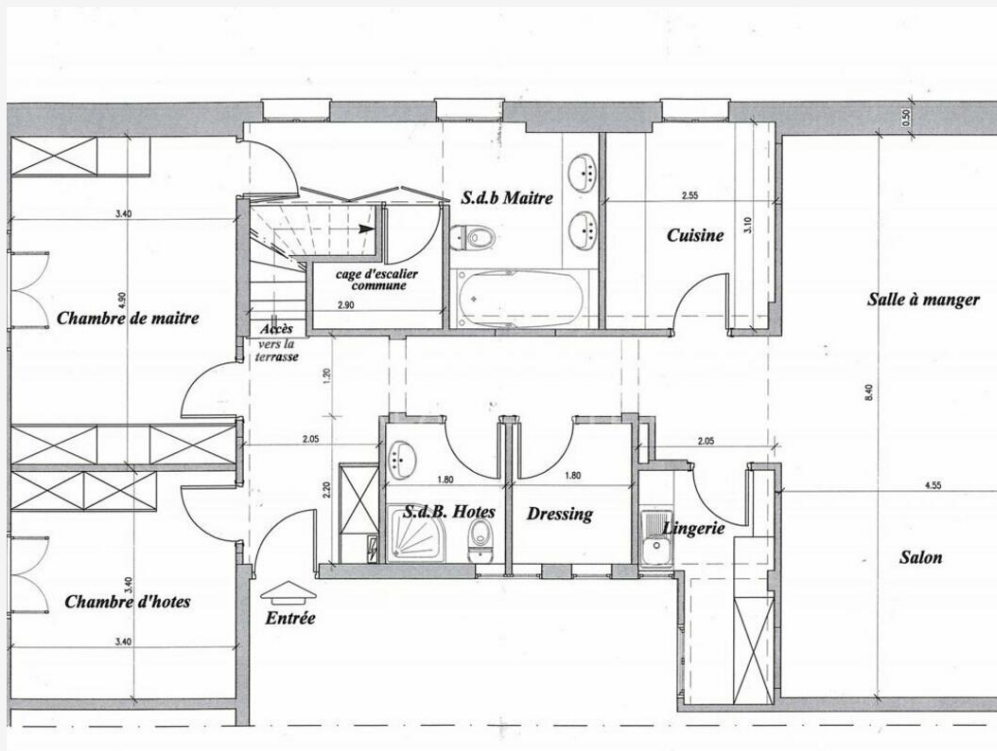 0.50
S.d.b Maitre
2.55
3.10
Cuisine
3.40
cage d'escalier
commune
2.90
4.90
Chambre de maitre
Salle à manger
Accès
vers la
terrasse
1.20
8.40
2.05
2.05
1.80
1.80
2.20
4.55
S.d.B. Hotes
Dressing
Lingerie
Salon
3.40
Chambre d'hotes
Entrée
3.40